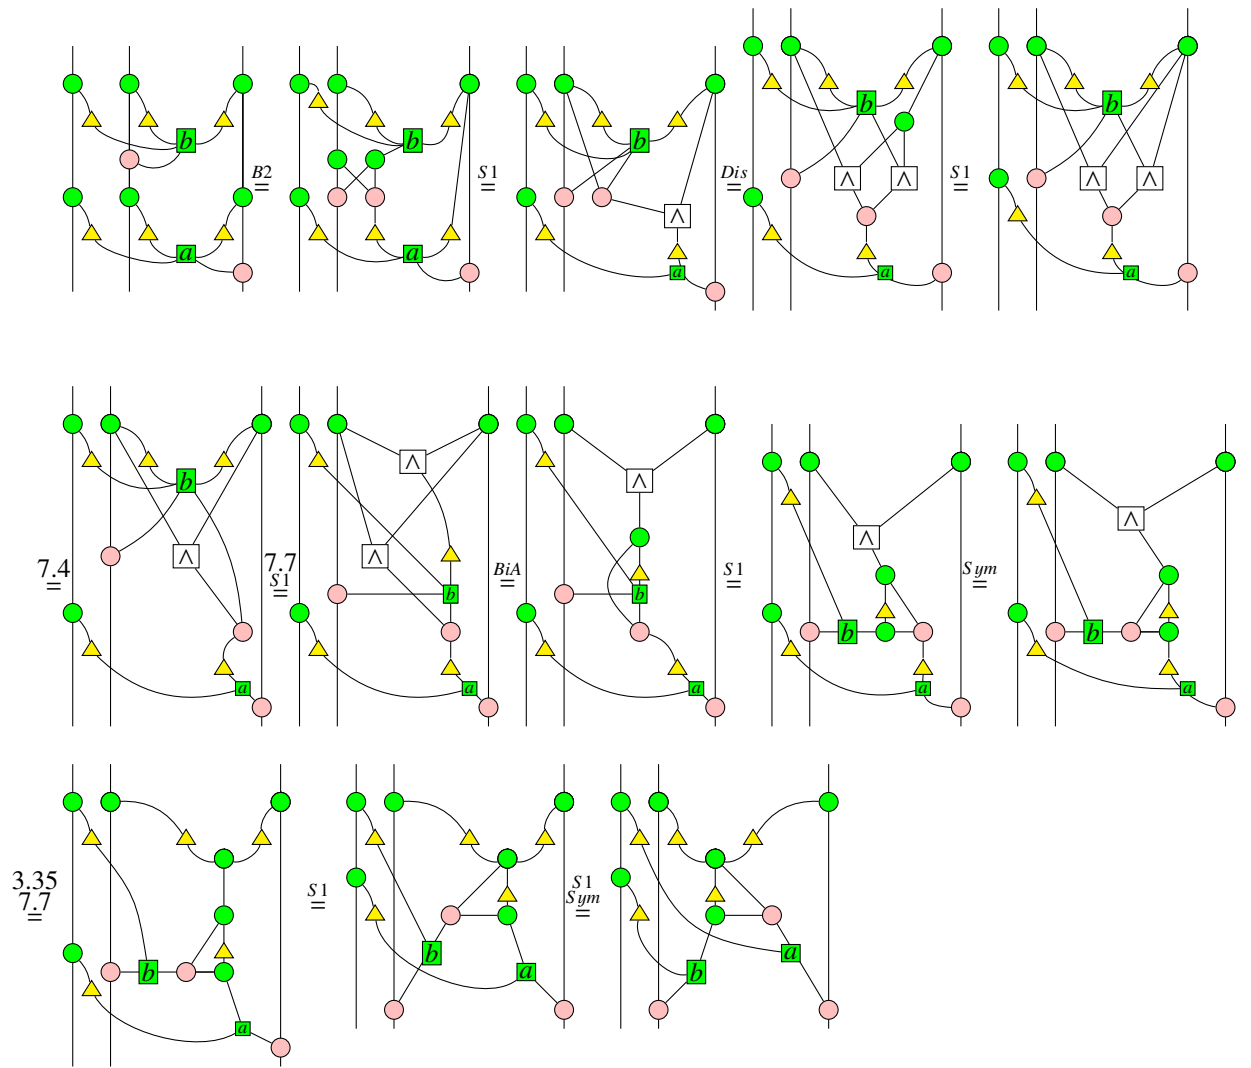 b a B2 = b a S1 = b ∧ a Dis = b ∧ ∧ a S1 = b ∧ ∧ a
7.4 = b ∧ a 7.7 S1 = ∧ ∧ b a BiA = ∧ b a S1 = ∧ b a Sym = ∧ b a
3.35 7.7 = b a S1 = b a S1 Sym = a b